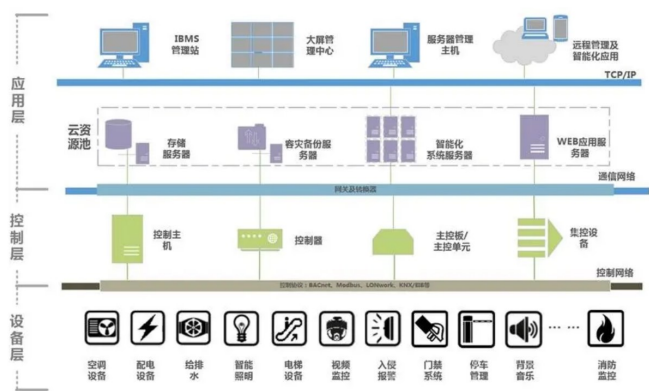 IBMS
管理站
大屏管
理中心
服务器管理
主机
远程管理及
智能化应用
TCP/IP
应用层
云资
源池
存储
服务器
容灾备份服
务器
智能化
系统服务器
WEB应用服
务器
通信网络
网关及转换器
控制层
控制主
机
控制器
主控板/
主控单元
集控设
备
控制网络
控制协议:BACnet、Modbus、LONwork、KNX/EIB等
设备层
空调
设备
配电
设备
给排
水
智能
照明
电梯
设备
视频
监控
入侵
报警
门禁
系统
停车
管理
背景
音乐
... ...
消防
监控